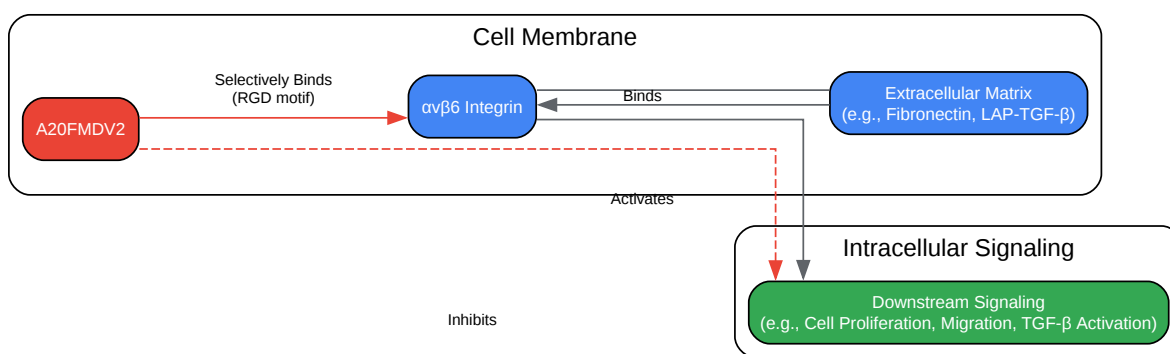 Cell Membrane
Selectively Binds
(RGD motif)
A20FMDV2
αvβ6 Integrin
Binds
Extracellular Matrix
(e.g., Fibronectin, LAP-TGF-β)
Activates
Intracellular Signaling
Downstream Signaling
(e.g., Cell Proliferation, Migration, TGF-β Activation)
Inhibits